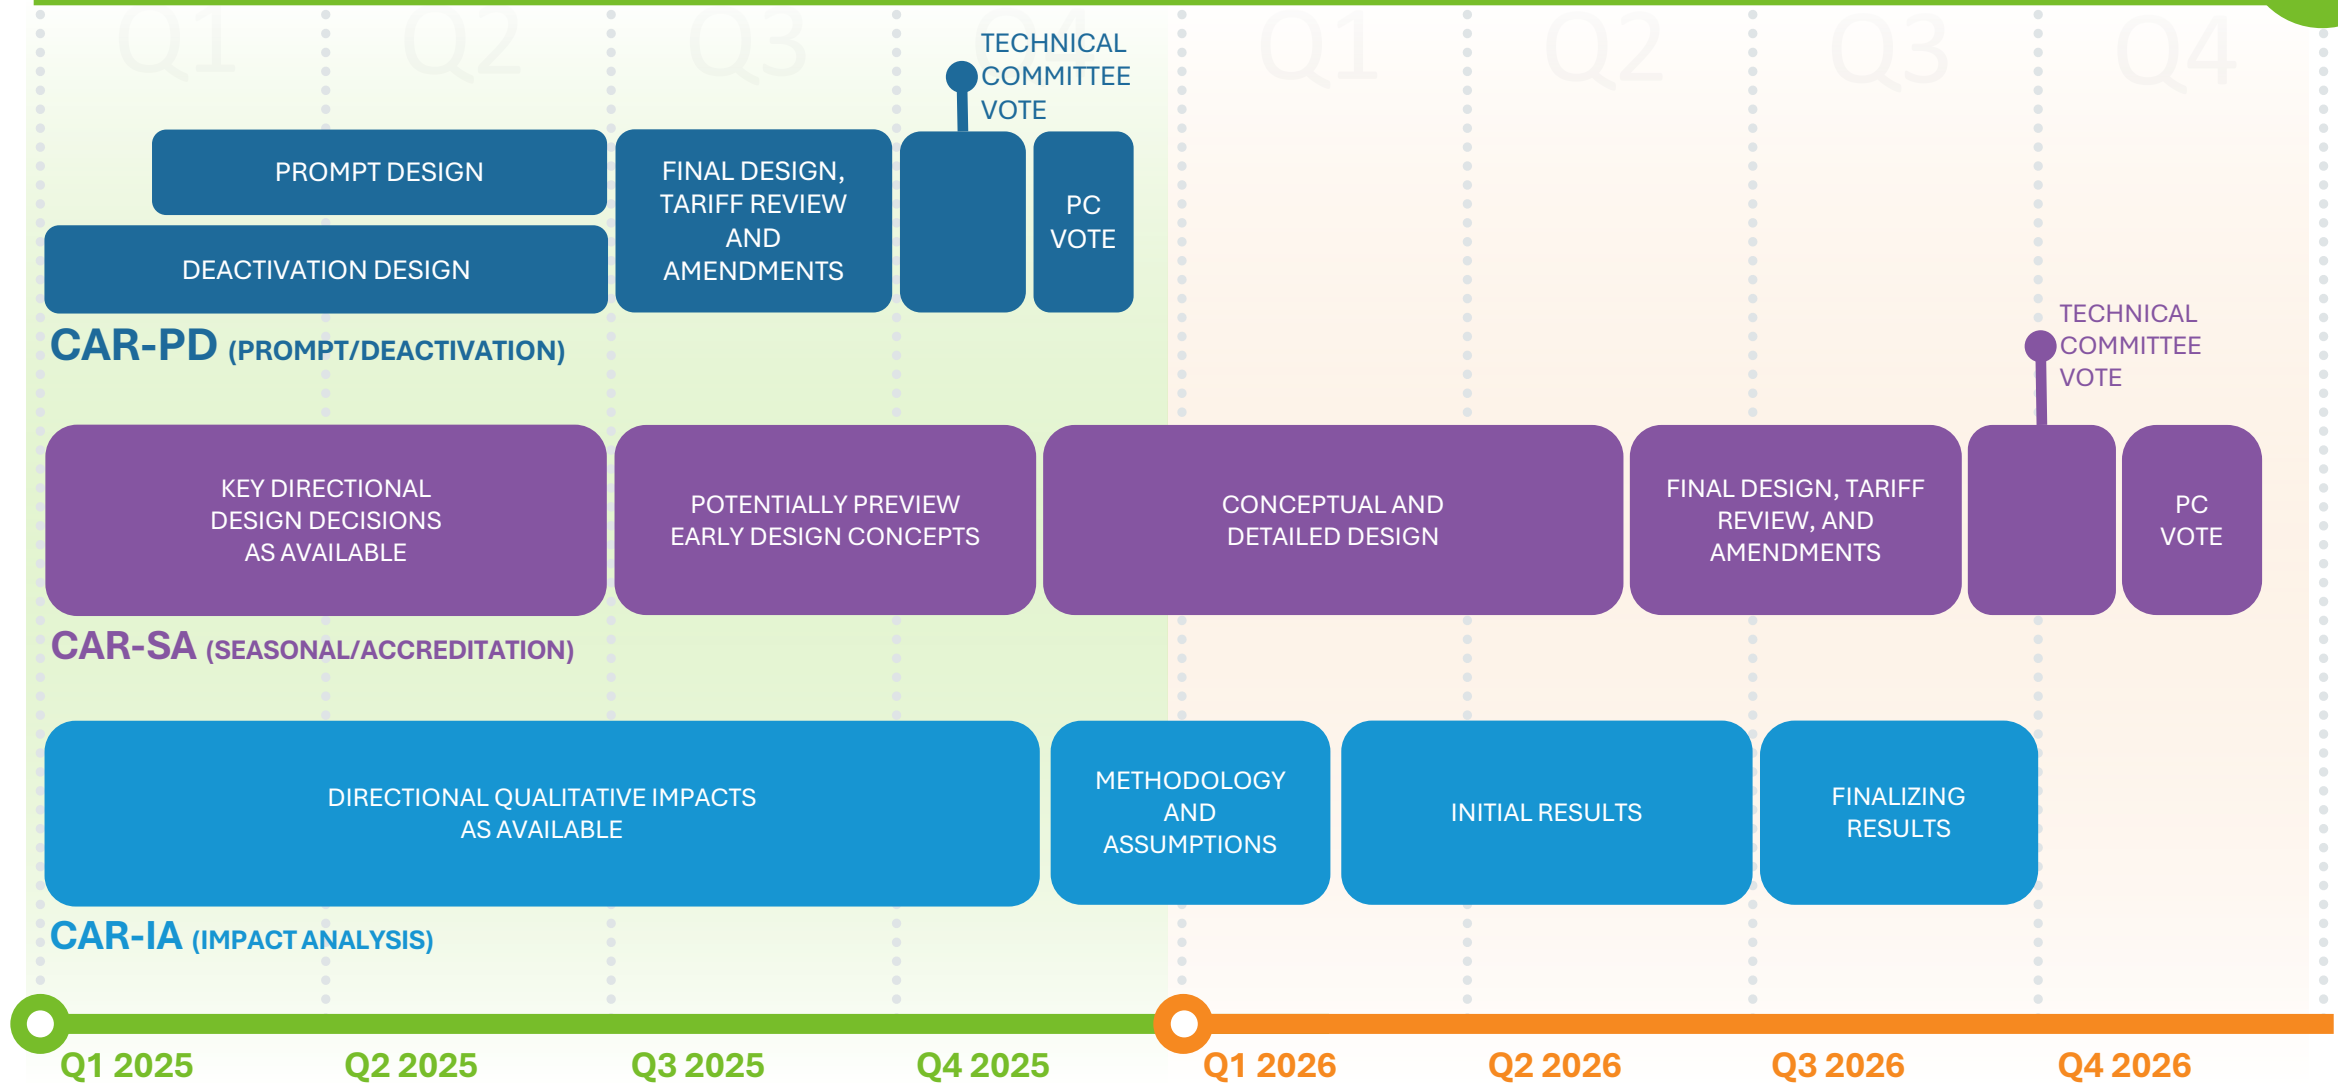 Q1
Q2
Q3
Q4
Q1
Q2
Q3
Q4
TECHNICAL
COMMITTEE
VOTE
PROMPT DESIGN
DEACTIVATION DESIGN
FINAL DESIGN,
TARIFF REVIEW
AND
AMENDMENTS
PC
VOTE
CAR-PD (PROMPT/DEACTIVATION)
TECHNICAL
COMMITTEE
VOTE
KEY DIRECTIONAL
DESIGN DECISIONS
AS AVAILABLE
POTENTIALLY PREVIEW
EARLY DESIGN CONCEPTS
CONCEPTUAL AND
DETAILED DESIGN
FINAL DESIGN, TARIFF
REVIEW, AND
AMENDMENTS
PC
VOTE
CAR-SA (SEASONAL/ACCREDITATION)
DIRECTIONAL QUALITATIVE IMPACTS
AS AVAILABLE
METHODOLOGY
AND
ASSUMPTIONS
INITIAL RESULTS
FINALIZING
RESULTS
CAR-IA (IMPACT ANALYSIS)
Q1 2025
Q2 2025
Q3 2025
Q4 2025
Q1 2026
Q2 2026
Q3 2026
Q4 2026